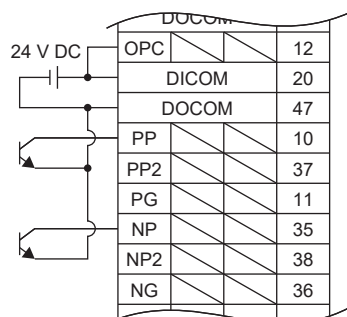 DOCOM
24 V DC
OPC 12
DICOM 20
DOCOM 47
PP 10
PP2 37
PG 11
NP 35
NP2 38
NG 36